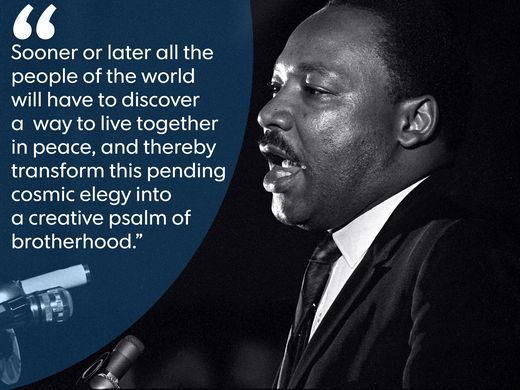 “
Sooner or later all the
people of the world
will have to discover
a way to live together
in peace, and thereby
transform this pending
cosmic elegy into
a creative psalm of
brotherhood.”